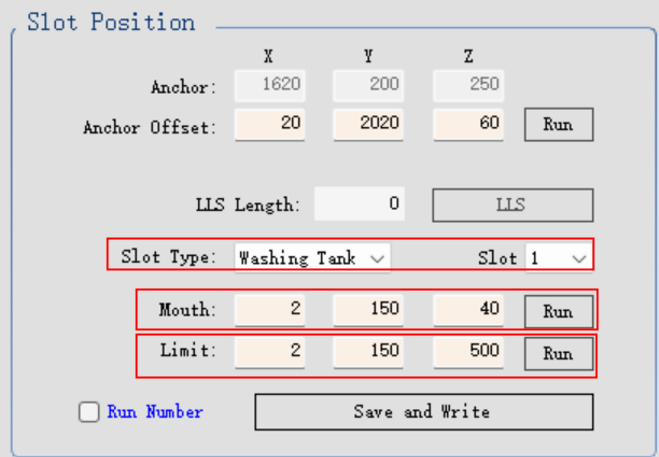 Slot Position
X Y Z
Anchor: 1620 200 250
Anchor Offset: 20 2020 60 Run
LLS Length: 0 LLS
Slot Type: Washing Tank Slot 1
Mouth: 2 150 40 Run
Limit: 2 150 500 Run
Run Number Save and Write